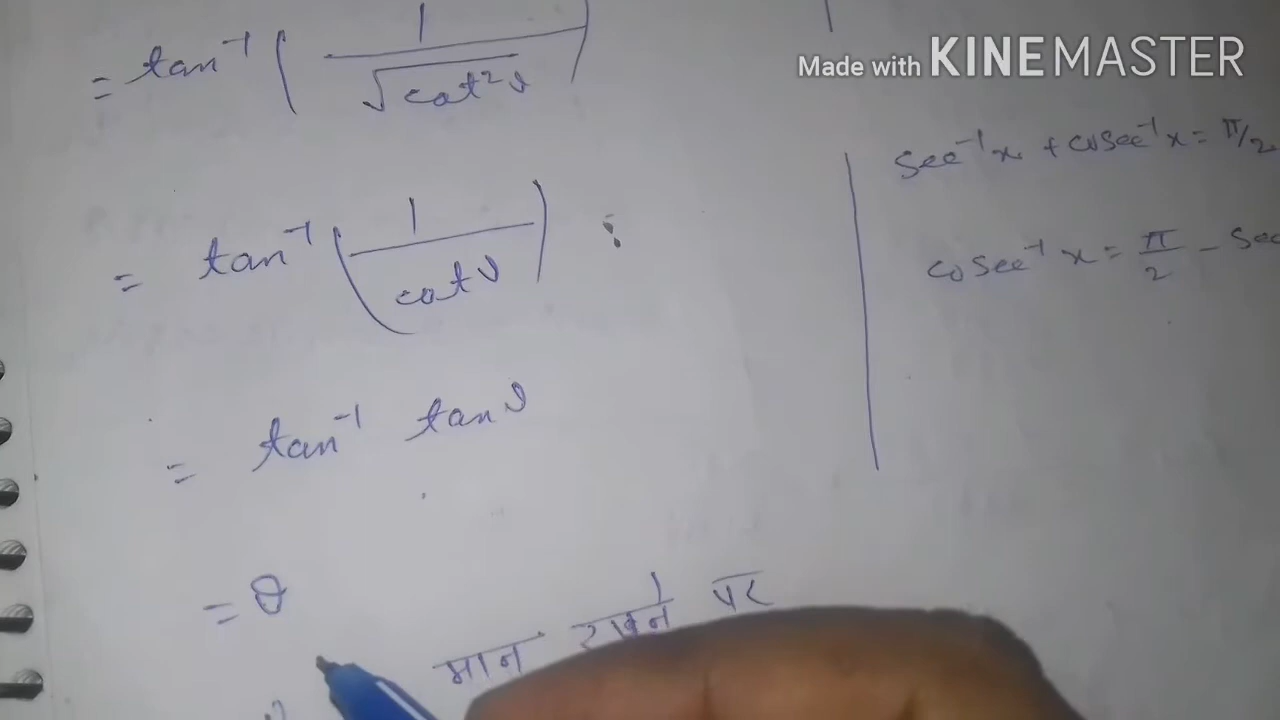 Made with KINEMASTER
= tan⁻¹ ( 1 / √cot²θ )
sec⁻¹x + cosec⁻¹x = π/2
= tan⁻¹ ( 1 / cotθ ) ;
cosec⁻¹ x = π/2 - sec
= tan⁻¹ tanθ
= θ
मान रखने पर